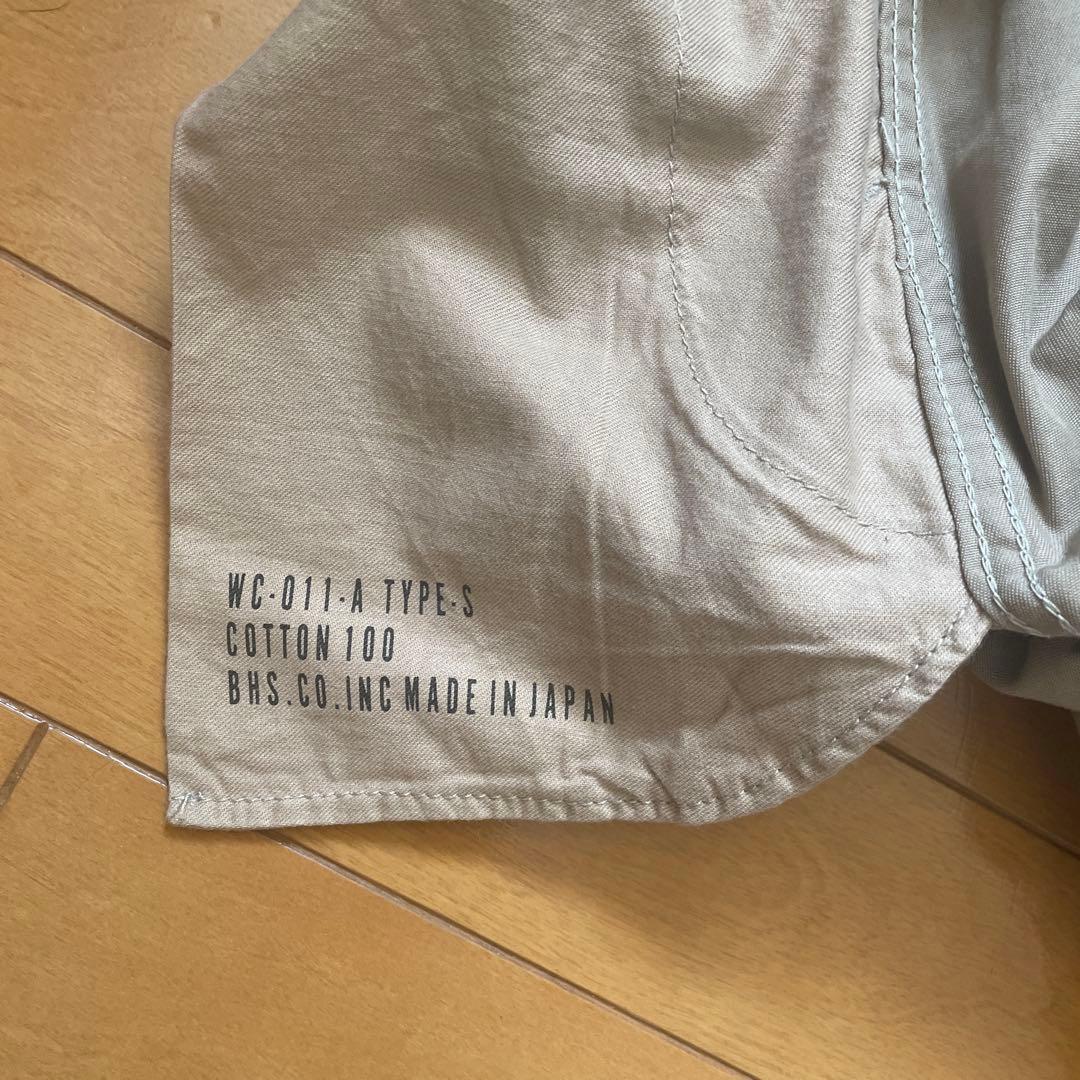 WC-011-A TYPE-S
COTTON 100
BHS.CO.INC MADE IN JAPAN